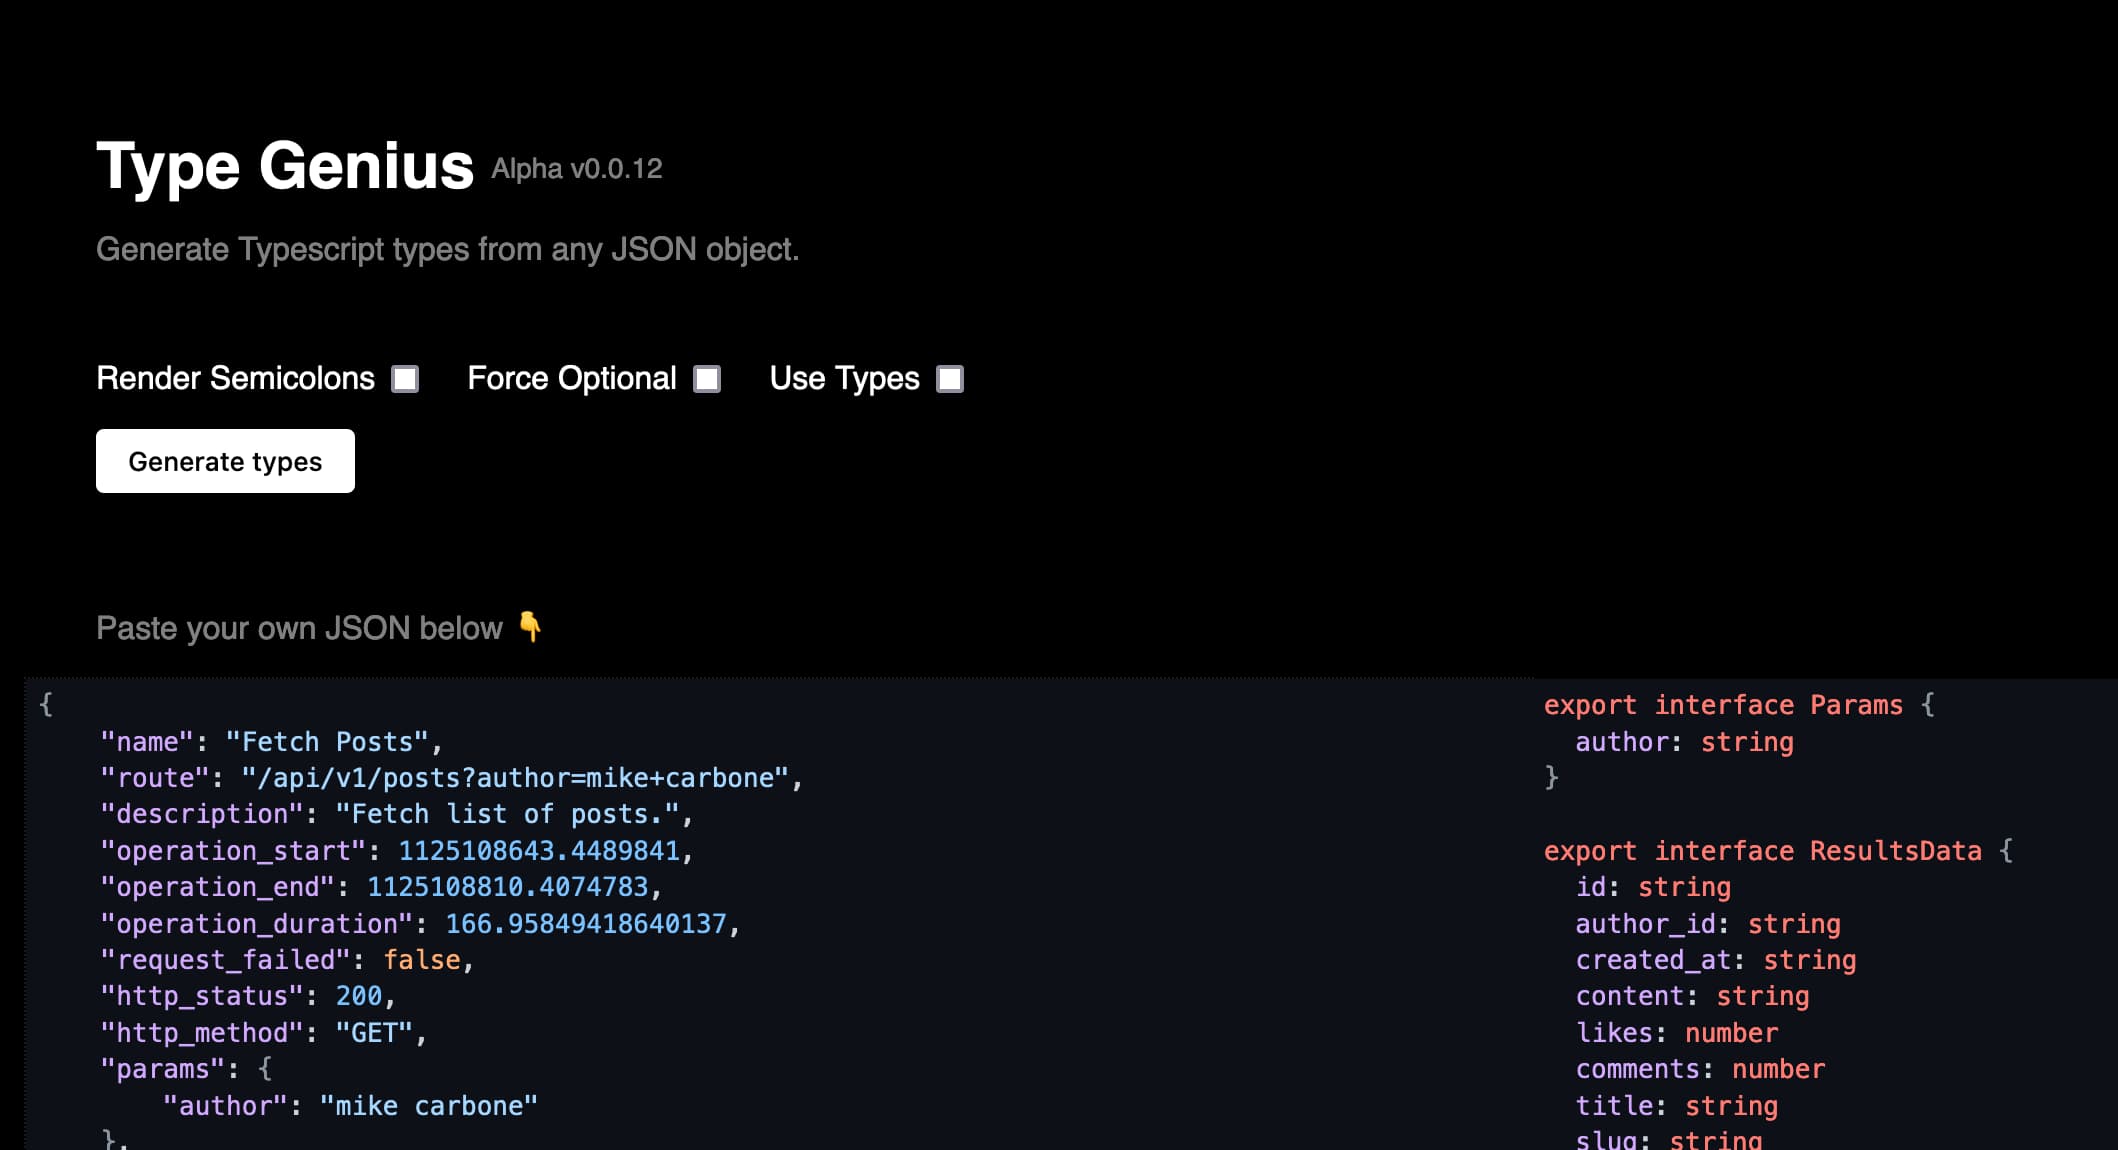 Type Genius Alpha v0.0.12
Generate Typescript types from any JSON object.
Render Semicolons Force Optional Use Types
Generate types
Paste your own JSON below 👇
{
"name": "Fetch Posts",
"route": "/api/v1/posts?author=mike+carbone",
"description": "Fetch list of posts.",
"operation_start": 1125108643.4489841,
"operation_end": 1125108810.4074783,
"operation_duration": 166.95849418640137,
"request_failed": false,
"http_status": 200,
"http_method": "GET",
"params": {
"author": "mike carbone"
},
export interface Params {
author: string
}
export interface ResultsData {
id: string
author_id: string
created_at: string
content: string
likes: number
comments: number
title: string
slug: string